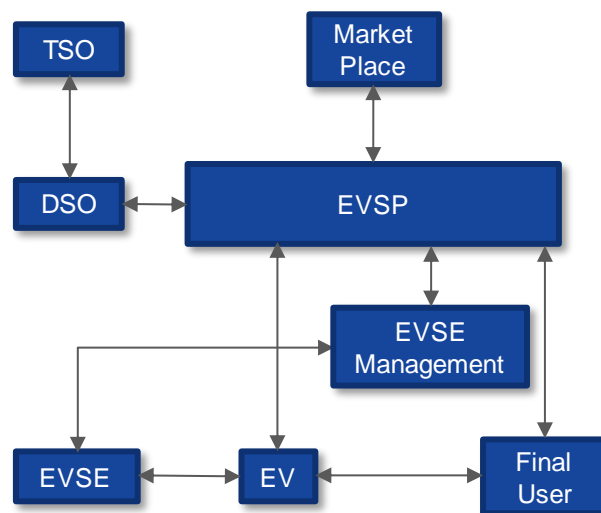 TSO
Market
Place
DSO
EVSP
EVSE
Management
EVSE
EV
Final
User